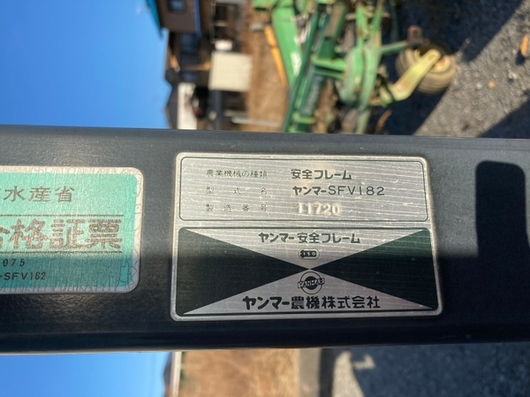 水産省
合格証票
075
-SFV182
農業機械の種類 安全フレーム
型式名 ヤンマーSFV182
製造番号 11720
ヤンマー安全フレーム
YANMAR
ヤンマー農機株式会社